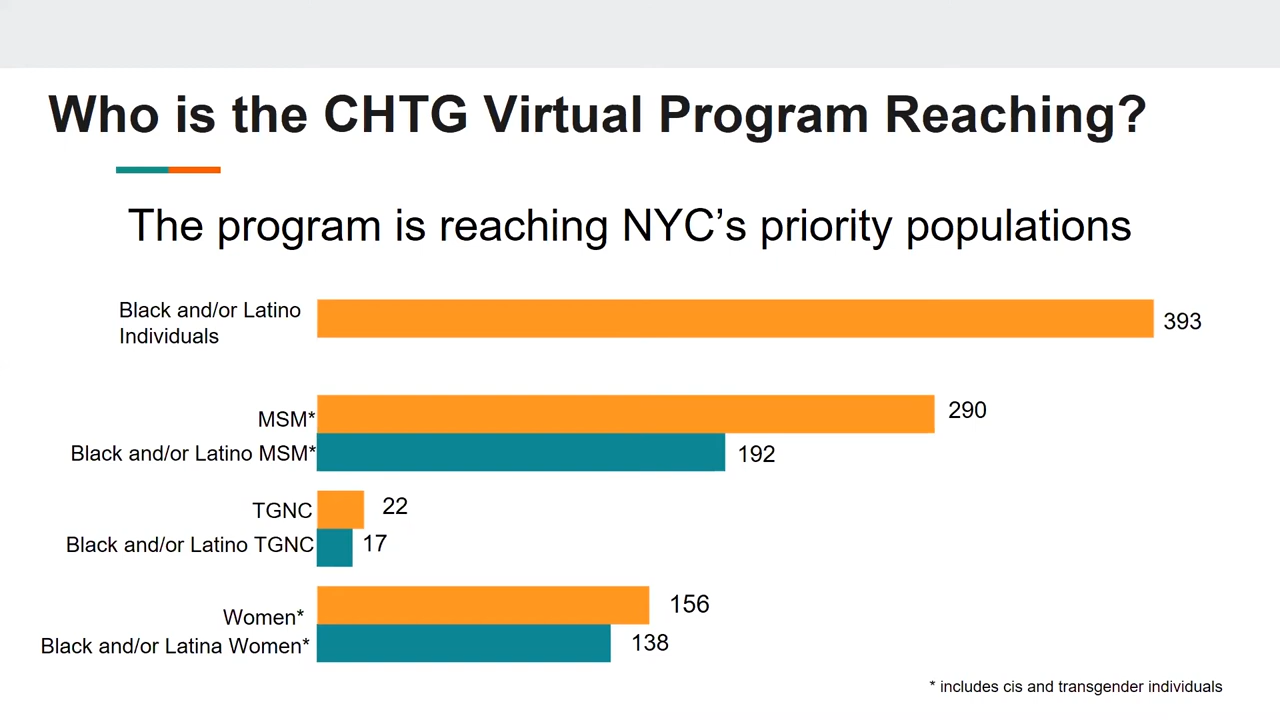 Who is the CHTG Virtual Program Reaching?
The program is reaching NYC’s priority populations
Black and/or Latino
Individuals
393
MSM*
290
Black and/or Latino MSM*
192
TGNC
22
Black and/or Latino TGNC
17
Women*
156
Black and/or Latina Women*
138
* includes cis and transgender individuals